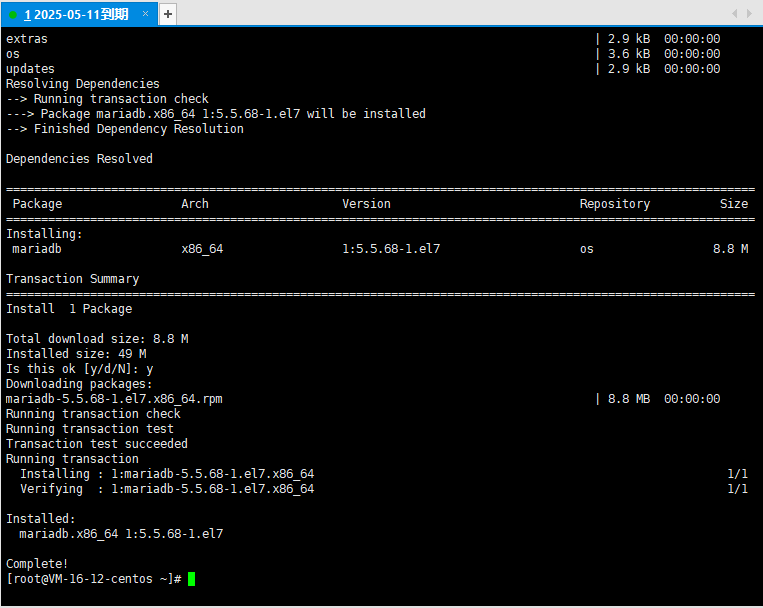 1 2025-05-11到期 × +
extras | 2.9 kB 00:00:00
os | 3.6 kB 00:00:00
updates | 2.9 kB 00:00:00
Resolving Dependencies
--> Running transaction check
---> Package mariadb.x86_64 1:5.5.68-1.el7 will be installed
--> Finished Dependency Resolution
Dependencies Resolved
================================================================================
Package Arch Version Repository Size
================================================================================
Installing:
mariadb x86_64 1:5.5.68-1.el7 os 8.8 M
Transaction Summary
================================================================================
Install 1 Package
Total download size: 8.8 M
Installed size: 49 M
Is this ok [y/d/N]: y
Downloading packages:
mariadb-5.5.68-1.el7.x86_64.rpm | 8.8 MB 00:00:00
Running transaction check
Running transaction test
Transaction test succeeded
Running transaction
Installing : 1:mariadb-5.5.68-1.el7.x86_64 1/1
Verifying : 1:mariadb-5.5.68-1.el7.x86_64 1/1
Installed:
mariadb.x86_64 1:5.5.68-1.el7
Complete!
[root@VM-16-12-centos ~]#